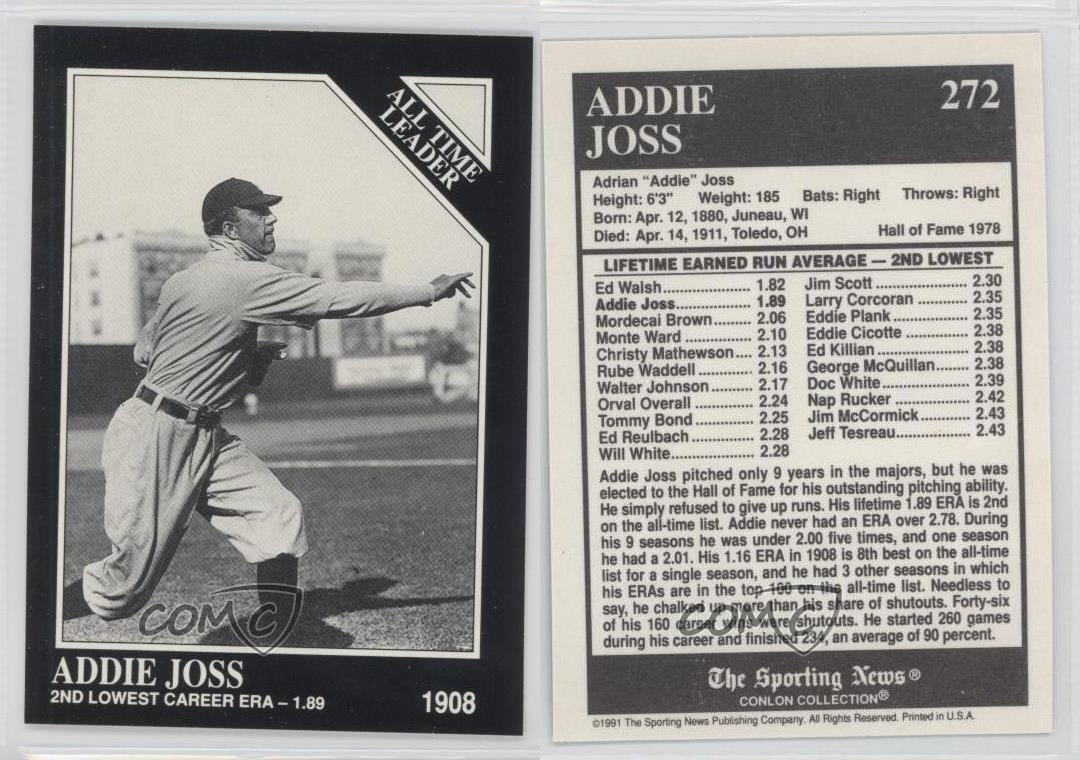 ALL TIME
LEADER
ADDIE JOSS
2ND LOWEST CAREER ERA – 1.89
1908
COMC
ADDIE
JOSS
272
Adrian "Addie" Joss
Height: 6'3" Weight: 185 Bats: Right Throws: Right
Born: Apr. 12, 1880, Juneau, WI
Died: Apr. 14, 1911, Toledo, OH Hall of Fame 1978
LIFETIME EARNED RUN AVERAGE — 2ND LOWEST
Ed Walsh 1.82
Addie Joss 1.89
Mordecai Brown 2.06
Monte Ward 2.10
Christy Mathewson 2.13
Rube Waddell 2.16
Walter Johnson 2.17
Orval Overall 2.24
Tommy Bond 2.25
Ed Reulbach 2.28
Will White 2.28
Jim Scott 2.30
Larry Corcoran 2.35
Eddie Plank 2.35
Eddie Cicotte 2.38
Ed Killian 2.38
George McQuillan 2.38
Doc White 2.39
Nap Rucker 2.42
Jim McCormick 2.43
Jeff Tesreau 2.43
Addie Joss pitched only 9 years in the majors, but he was
elected to the Hall of Fame for his outstanding pitching ability.
He simply refused to give up runs. His lifetime 1.89 ERA is 2nd
on the all-time list. Addie never had an ERA over 2.78. During
his 9 seasons he was under 2.00 five times, and one season
he had a 2.01. His 1.16 ERA in 1908 is 8th best on the all-time
list for a single season, and he had 3 other seasons in which
his ERAs are in the top 100 on the all-time list. Needless to
say, he chalked up more than his share of shutouts. Forty-six
of his 160 career wins were shutouts. He started 260 games
during his career and finished 234, an average of 90 percent.
COMC
The Sporting News®
CONLON COLLECTION®
©1991 The Sporting News Publishing Company. All Rights Reserved. Printed in U.S.A.